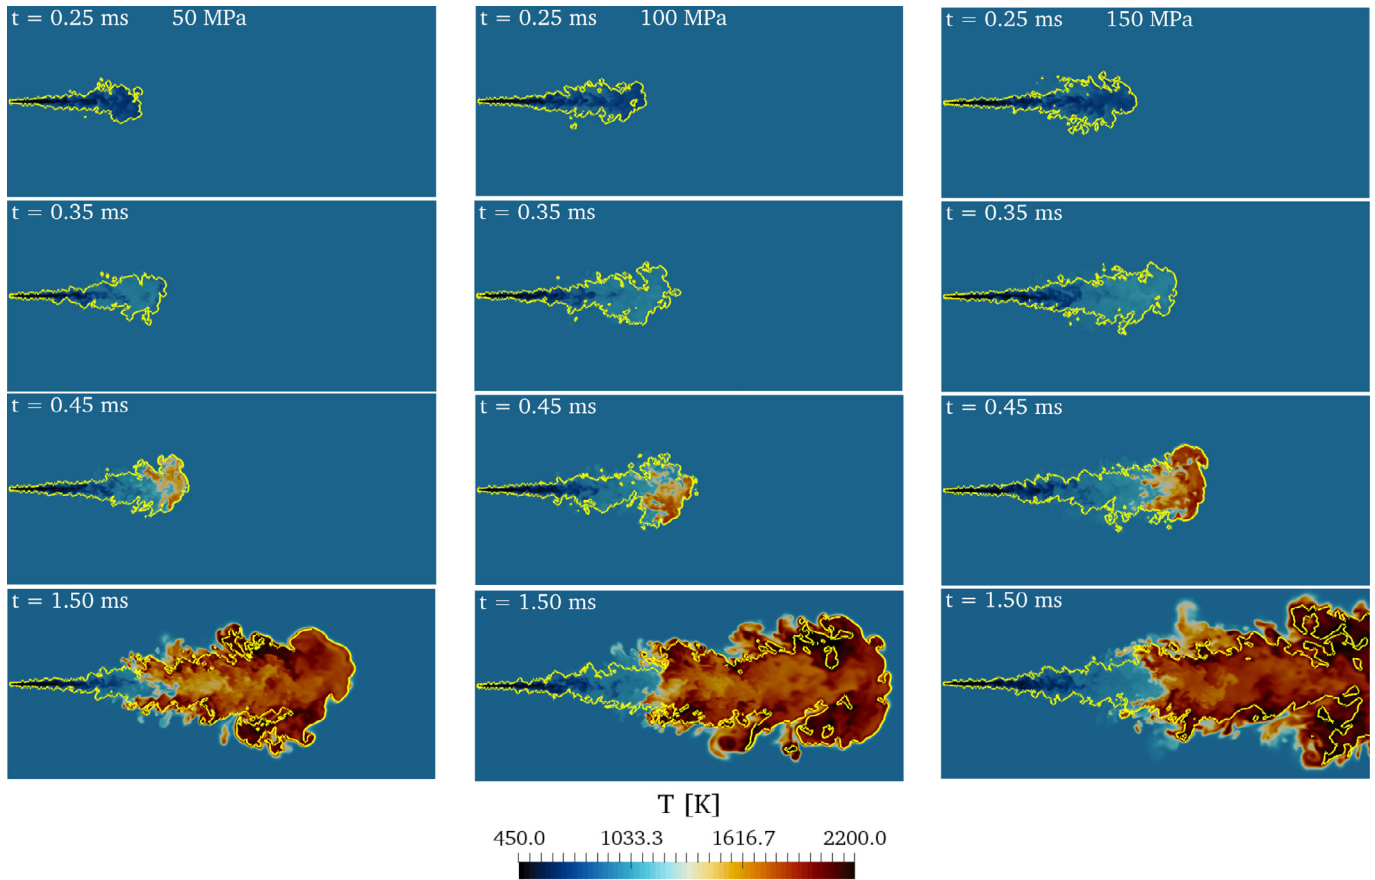 t = 0.25 ms 50 MPa
t = 0.25 ms 100 MPa
t = 0.25 ms 150 MPa
t = 0.35 ms
t = 0.35 ms
t = 0.35 ms
t = 0.45 ms
t = 0.45 ms
t = 0.45 ms
t = 1.50 ms
t = 1.50 ms
t = 1.50 ms
T [K]
450.0 1033.3 1616.7 2200.0